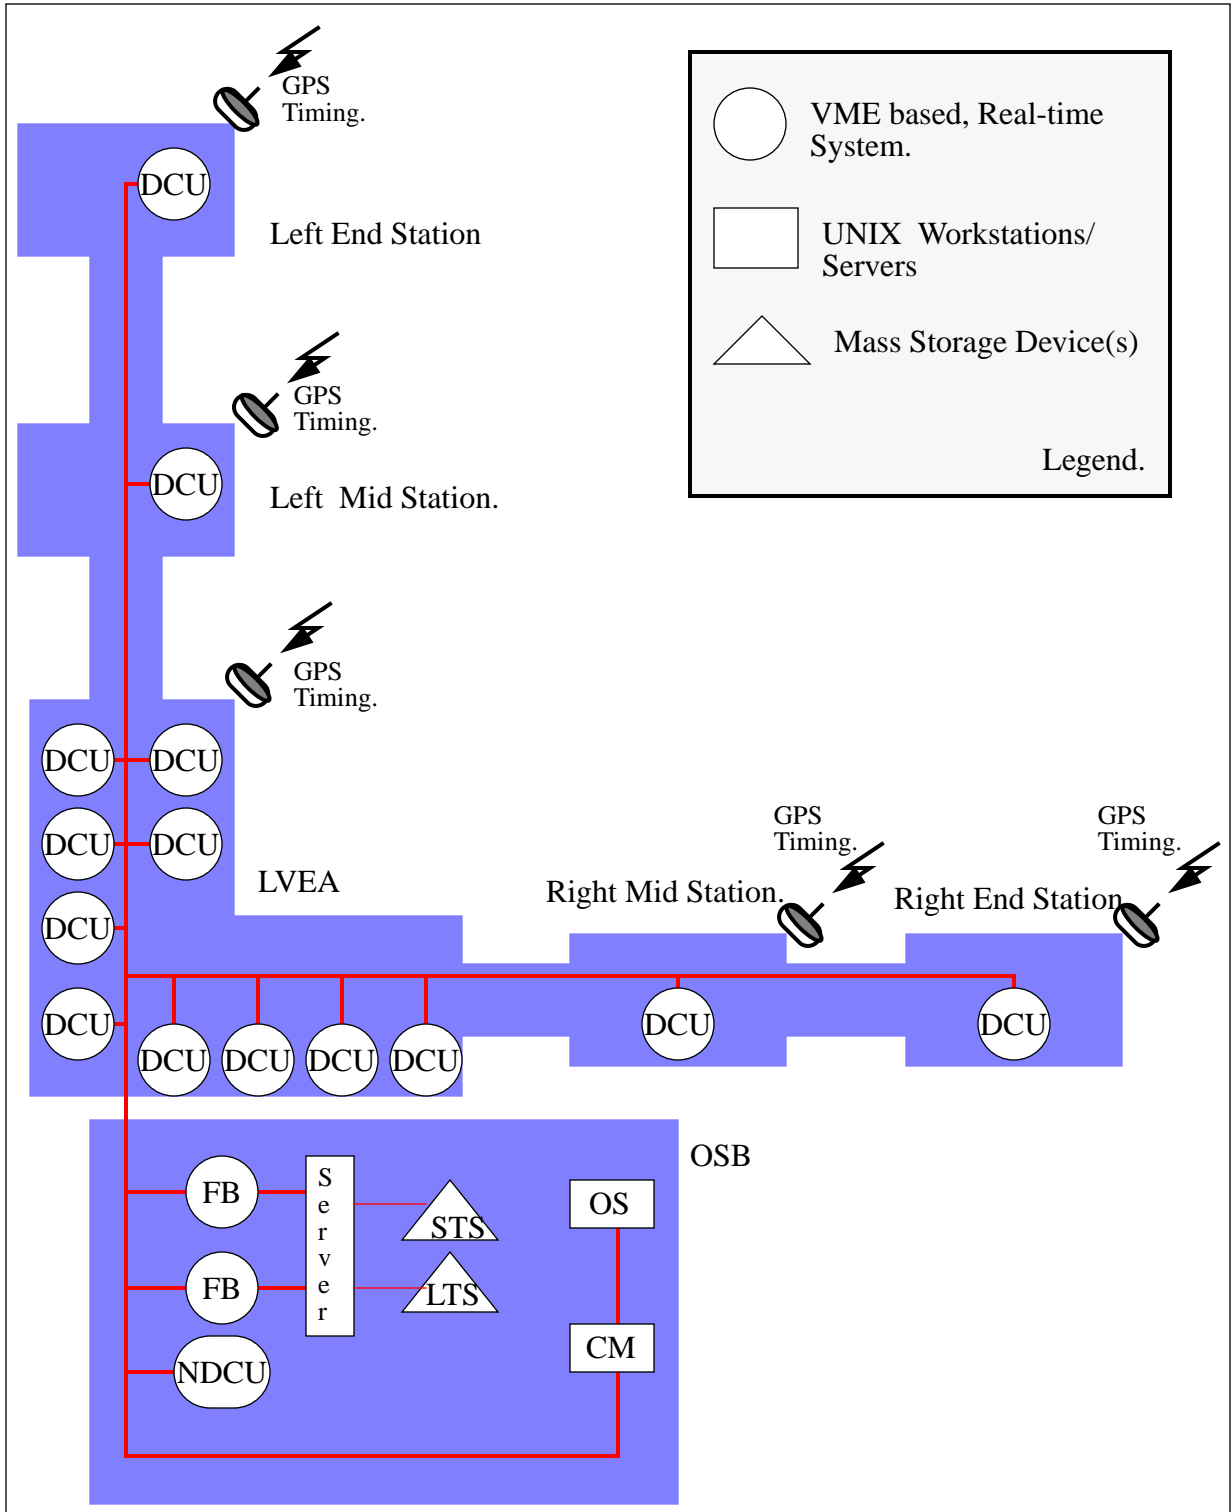 GPS
Timing.
DCU
Left End Station
VME based, Real-time
System.
UNIX Workstations/
Servers
Mass Storage Device(s)
Legend.
GPS
Timing.
DCU
Left Mid Station.
GPS
Timing.
DCU
DCU
DCU
DCU
DCU
DCU
LVEA
DCU
DCU
DCU
DCU
GPS
Timing.
Right Mid Station.
DCU
GPS
Timing.
Right End Station
DCU
OSB
FB
FB
NDCU
Server
STS
LTS
OS
CM